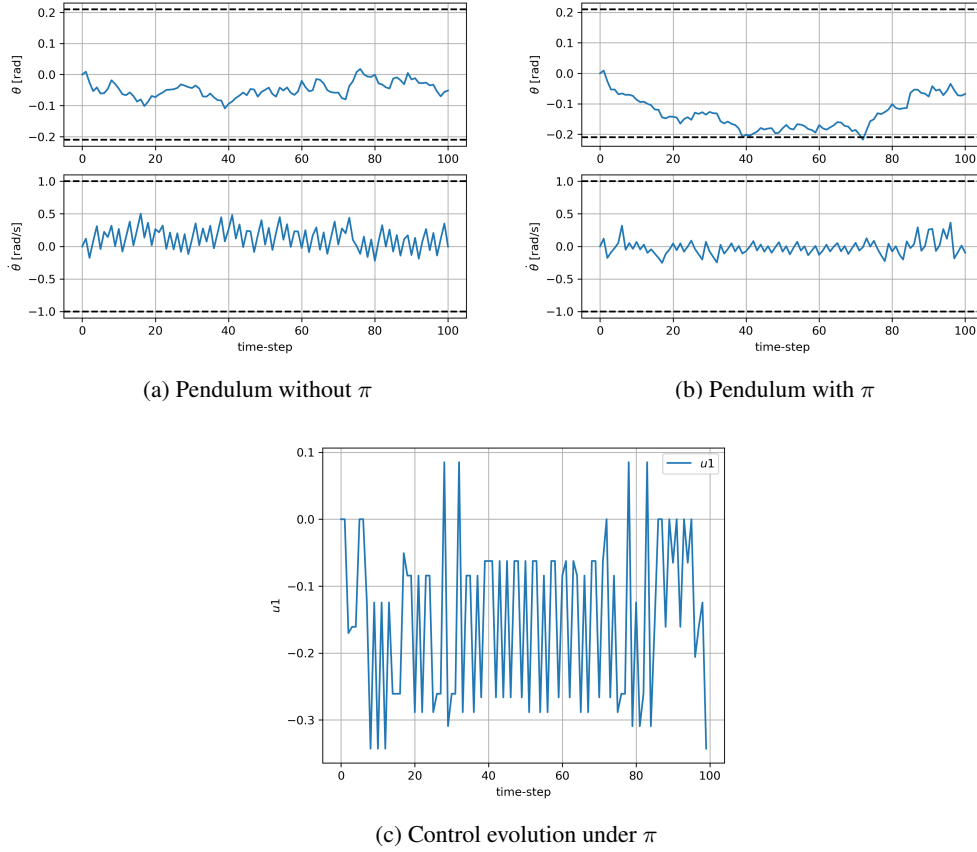 0.2
0.1
0.0
−0.1
−0.2
θ [rad]
0 20 40 60 80 100
1.0
0.5
0.0
−0.5
−1.0
θ̇ [rad/s]
0 20 40 60 80 100
time-step
(a) Pendulum without π
0.2
0.1
0.0
−0.1
−0.2
θ [rad]
0 20 40 60 80 100
1.0
0.5
0.0
−0.5
−1.0
θ̇ [rad/s]
0 20 40 60 80 100
time-step
(b) Pendulum with π
0.1
0.0
−0.1
−0.2
−0.3
u1
u1
0 20 40 60 80 100
time-step
(c) Control evolution under π